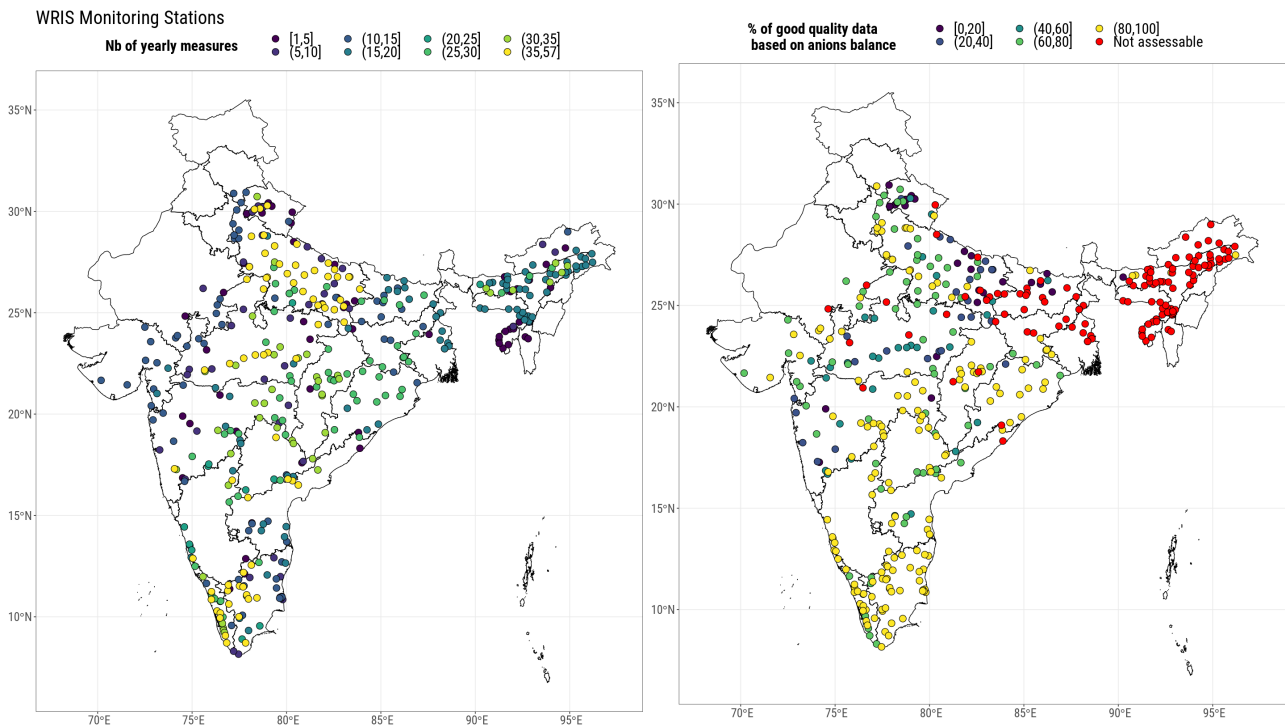 WRIS Monitoring Stations
Nb of yearly measures
[1,5] (10,15] (20,25] (30,35]
(5,10] (15,20] (25,30] (35,57]
% of good quality data
based on anions balance
[0,20] (40,60] (80,100]
(20,40] (60,80] Not assessable
35°N
30°N
25°N
20°N
15°N
10°N
70°E 75°E 80°E 85°E 90°E 95°E
35°N
30°N
25°N
20°N
15°N
10°N
70°E 75°E 80°E 85°E 90°E 95°E